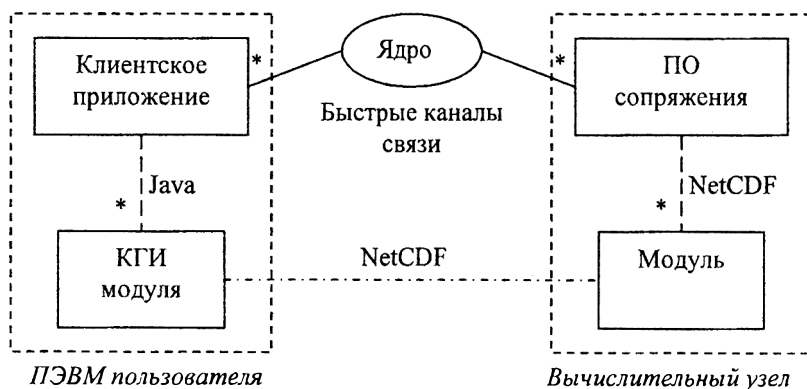 Клиентское
приложение
*
Ядро
*
ПО
сопряжения
Быстрые каналы
связи
Java
*
NetCDF
*
КГИ
модуля
NetCDF
Модуль
ПЭВМ пользователя
Вычислительный узел